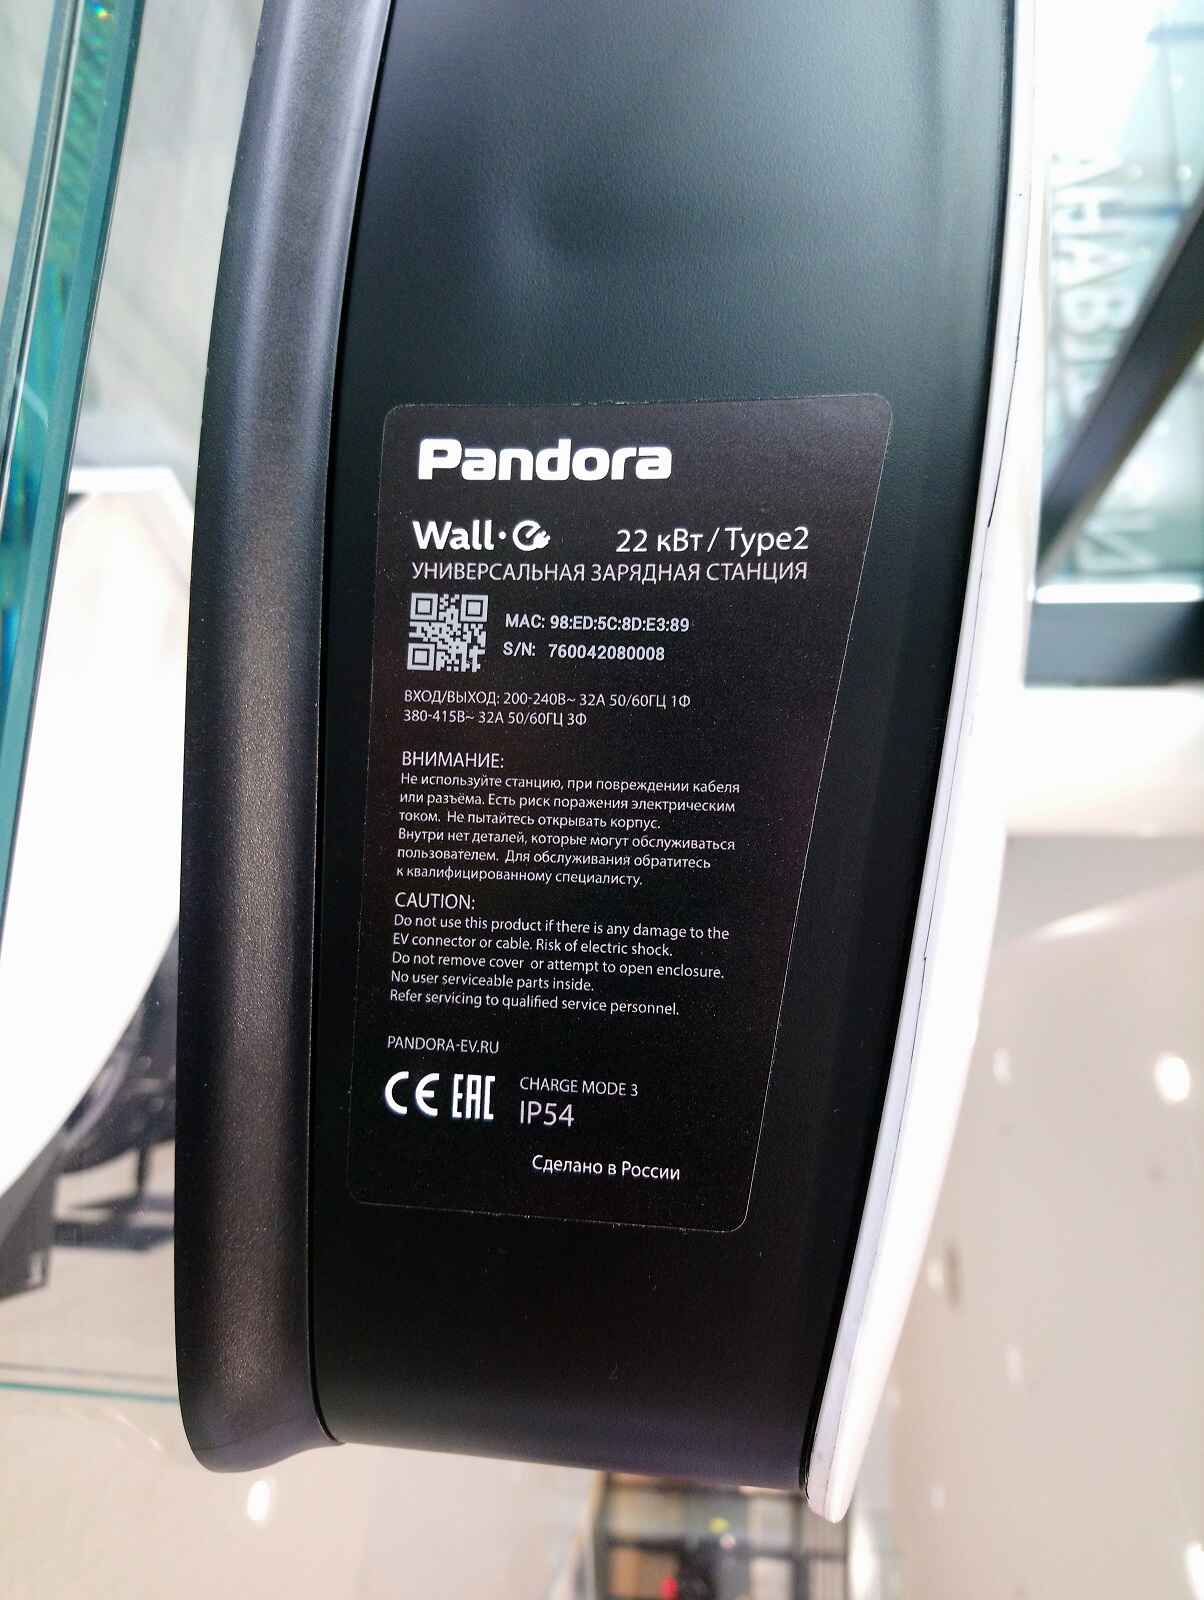 Pandora
Wall·e 22 кВт / Type2
УНИВЕРСАЛЬНАЯ ЗАРЯДНАЯ СТАНЦИЯ
MAC: 98:ED:5C:8D:E3:89
S/N: 760042080008
ВХОД/ВЫХОД: 200-240В~ 32А 50/60ГЦ 1Ф
380-415В~ 32А 50/60ГЦ 3Ф
ВНИМАНИЕ:
Не используйте станцию, при повреждении кабеля
или разъёма. Есть риск поражения электрическим
током. Не пытайтесь открывать корпус.
Внутри нет деталей, которые могут обслуживаться
пользователем. Для обслуживания обратитесь
к квалифицированному специалисту.
CAUTION:
Do not use this product if there is any damage to the
EV connector or cable. Risk of electric shock.
Do not remove cover or attempt to open enclosure.
No user serviceable parts inside.
Refer servicing to qualified service personnel.
PANDORA-EV.RU
CE EAC CHARGE MODE 3
IP54
Сделано в России